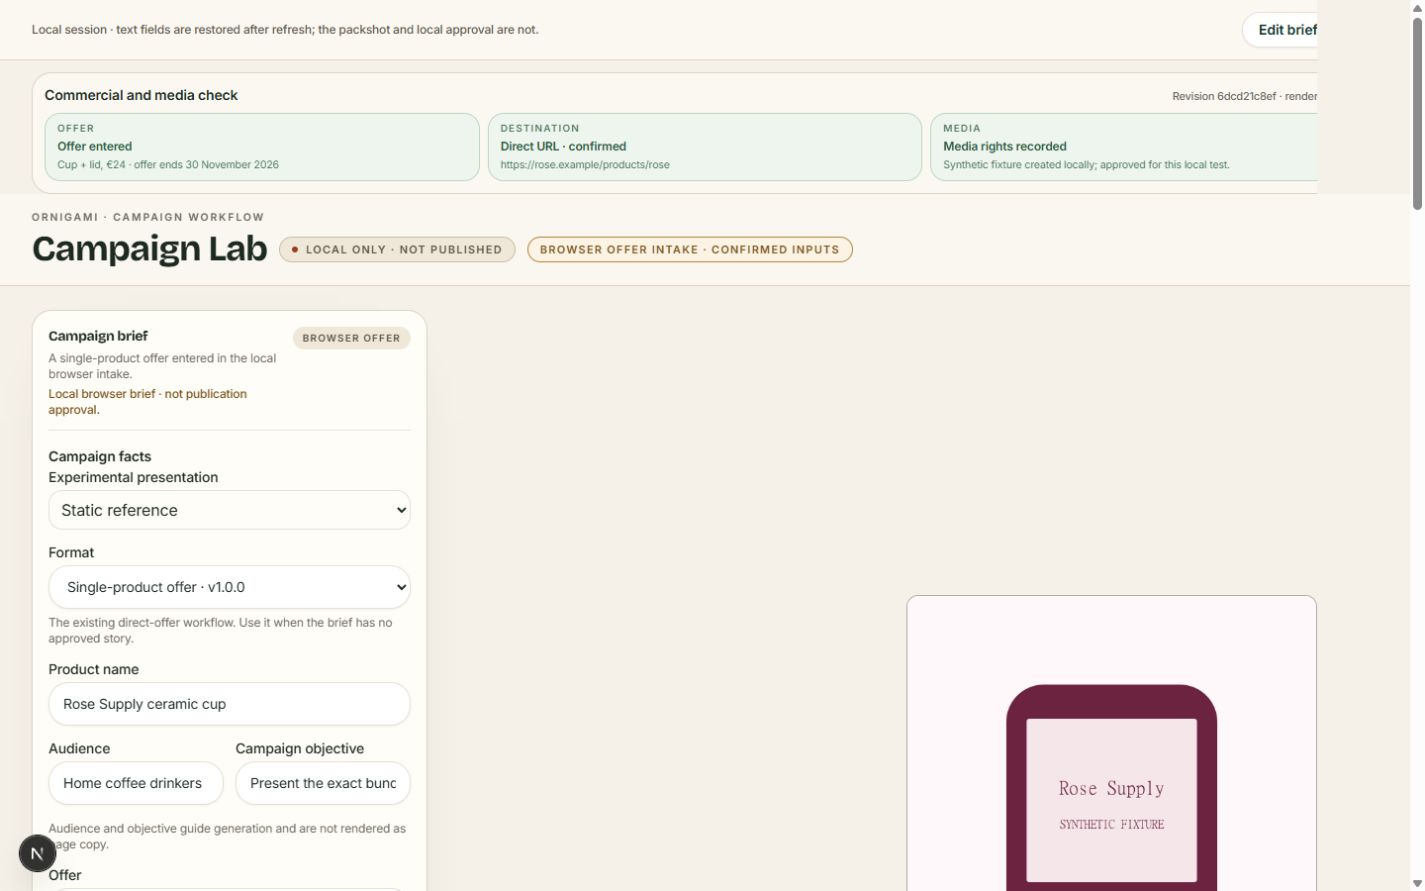 Local session · text fields are restored after refresh; the packshot and local approval are not.
Edit brief
Commercial and media check
Revision 6dcd21c8ef · render
OFFER
Offer entered
Cup + lid, €24 · offer ends 30 November 2026
DESTINATION
Direct URL · confirmed
https://rose.example/products/rose
MEDIA
Media rights recorded
Synthetic fixture created locally; approved for this local test.
ORNIGAMI · CAMPAIGN WORKFLOW
Campaign Lab
LOCAL ONLY · NOT PUBLISHED
BROWSER OFFER INTAKE · CONFIRMED INPUTS
Campaign brief
BROWSER OFFER
A single-product offer entered in the local
browser intake.
Local browser brief · not publication
approval.
Campaign facts
Experimental presentation
Static reference
Format
Single-product offer · v1.0.0
The existing direct-offer workflow. Use it when the brief has no
approved story.
Product name
Rose Supply ceramic cup
Audience
Campaign objective
Home coffee drinkers
Present the exact bund
Audience and objective guide generation and are not rendered as
age copy.
Offer
N
Rose Supply
SYNTHETIC FIXTURE